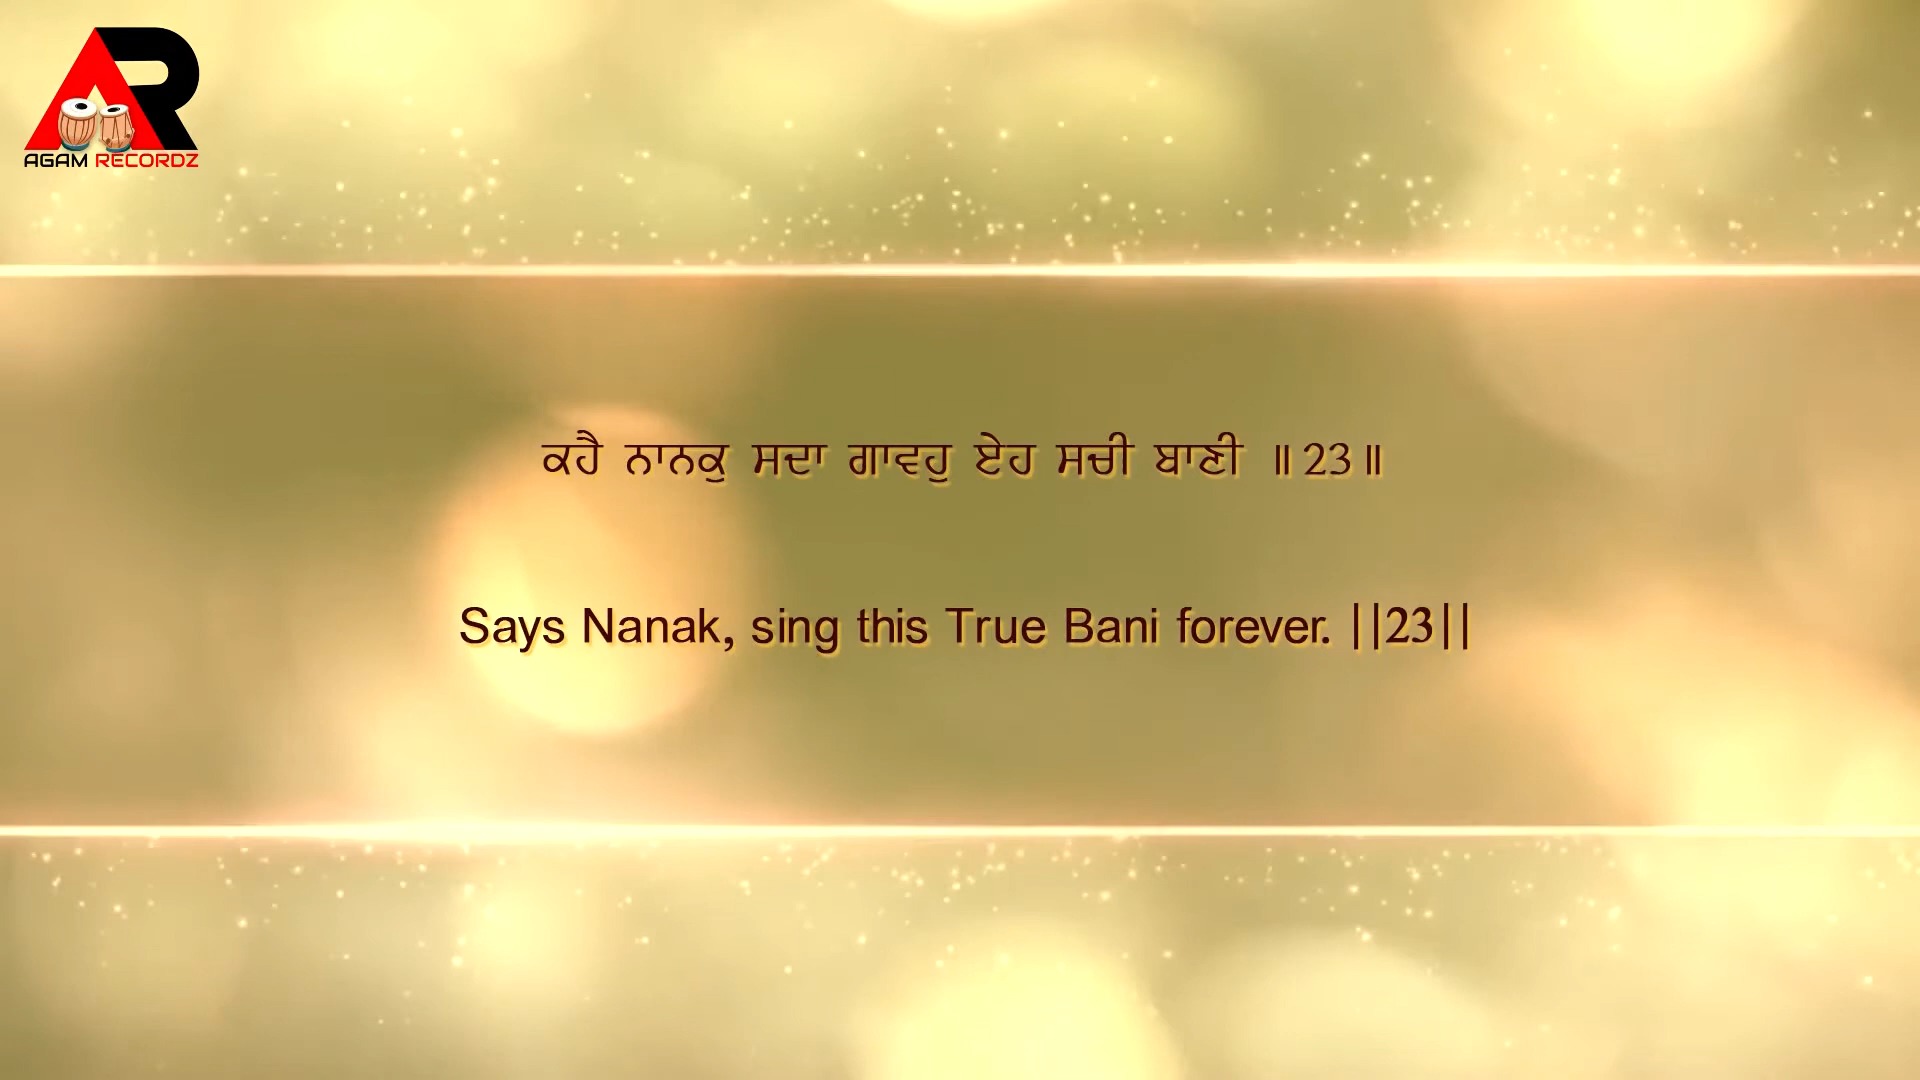 AGAM RECORDZ
ਕਹੈ ਨਾਨਕੁ ਸਦਾ ਗਾਵਹੁ ਏਹ ਸਚੀ ਬਾਣੀ ॥ 23 ॥
Says Nanak, sing this True Bani forever. ||23||